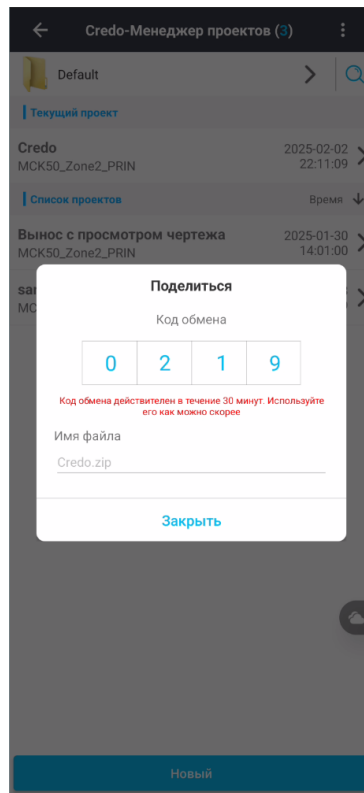 Credo-Менеджер проектов (3)
Default
Текущий проект
Credo
MCK50_Zone2_PRIN
2025-02-02
22:11:09
Список проектов
Время
Вынос с просмотром чертежа
MCK50_Zone2_PRIN
2025-01-30
14:01:00
Поделиться
Код обмена
0 2 1 9
Код обмена действителен в течение 30 минут. Используйте
его как можно скорее
Имя файла
Credo.zip
Закрыть
Новый